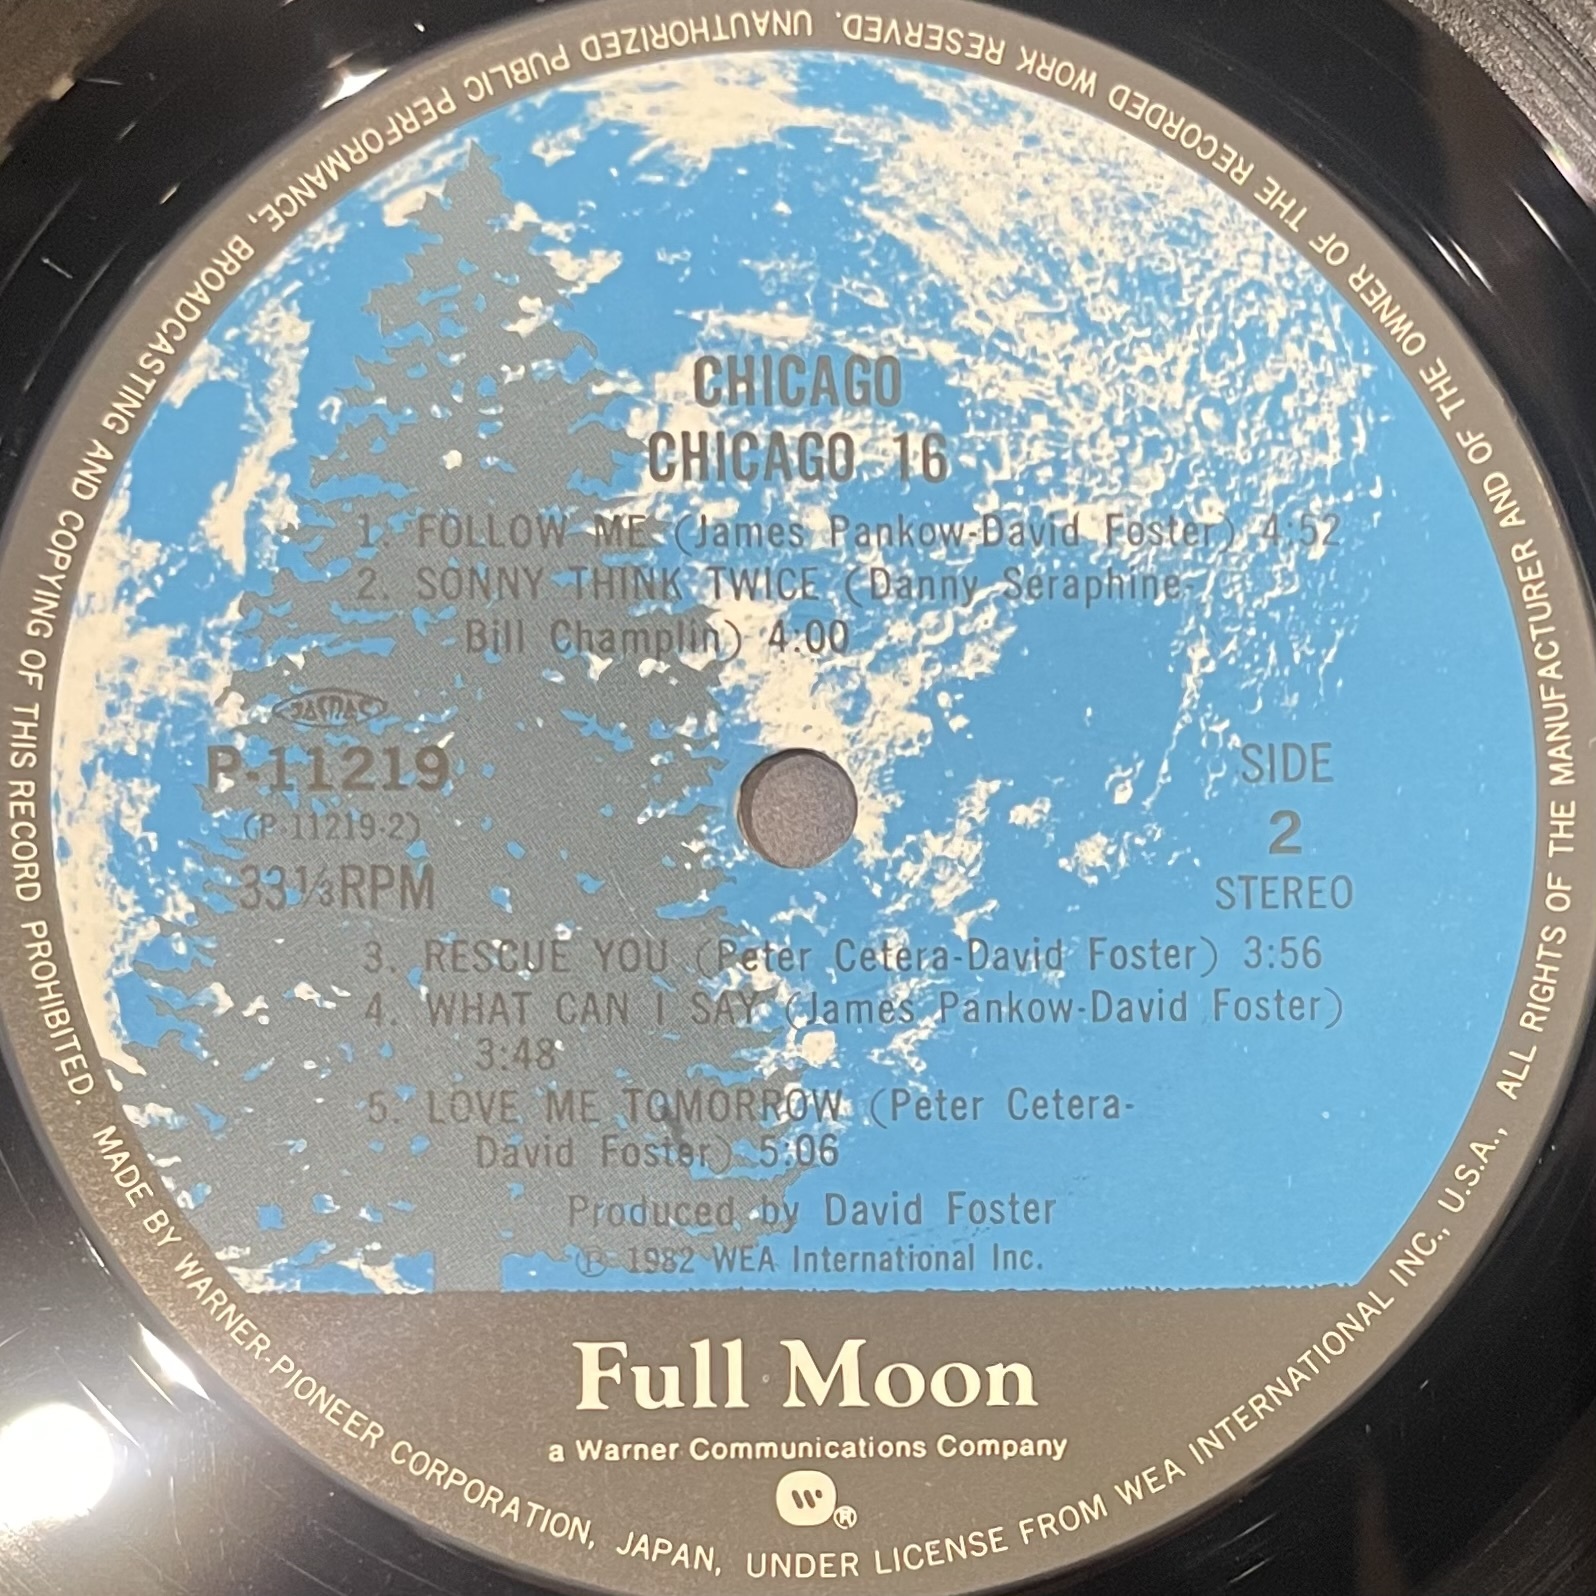 CHICAGO
CHICAGO 16
1. FOLLOW ME (James Pankow-David Foster) 4:52
2. SONNY THINK TWICE (Danny Seraphine-
Bill Champlin) 4:00
JASRAC
P-11219
(P-11219-2)
33⅓RPM
SIDE
2
STEREO
3. RESCUE YOU (Peter Cetera-David Foster) 3:56
4. WHAT CAN I SAY (James Pankow-David Foster)
3:48
5. LOVE ME TOMORROW (Peter Cetera-
David Foster) 5:06
Produced by David Foster
Ⓟ 1982 WEA International Inc.
Full Moon
a Warner Communications Company
W®
MADE BY WARNER-PIONEER CORPORATION, JAPAN, UNDER LICENSE FROM WEA INTERNATIONAL INC., U.S.A., ALL RIGHTS OF THE MANUFACTURER AND OF THE OWNER OF THE RECORDED WORK RESERVED. UNAUTHORIZED PUBLIC PERFORMANCE, BROADCASTING AND COPYING OF THIS RECORD PROHIBITED.